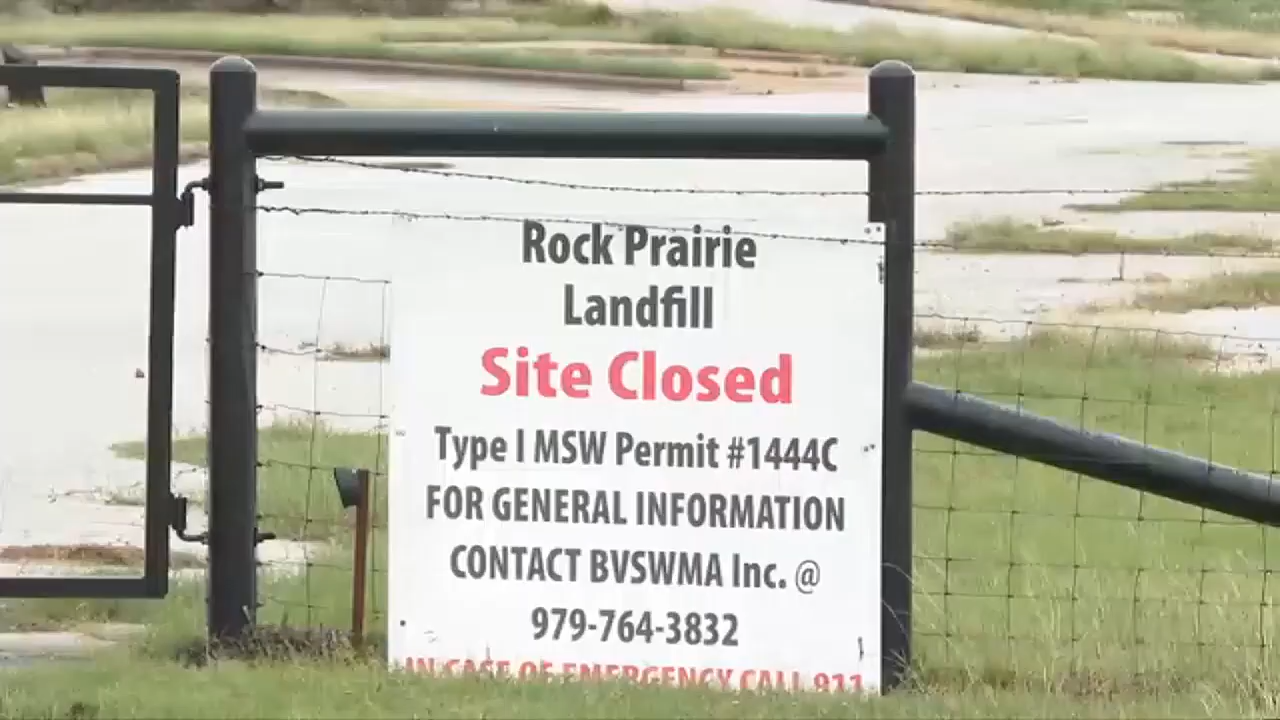 Rock Prairie
Landfill
Site Closed
Type I MSW Permit #1444C
FOR GENERAL INFORMATION
CONTACT BVSWMA Inc. @
979-764-3832
IN CASE OF EMERGENCY CALL 911